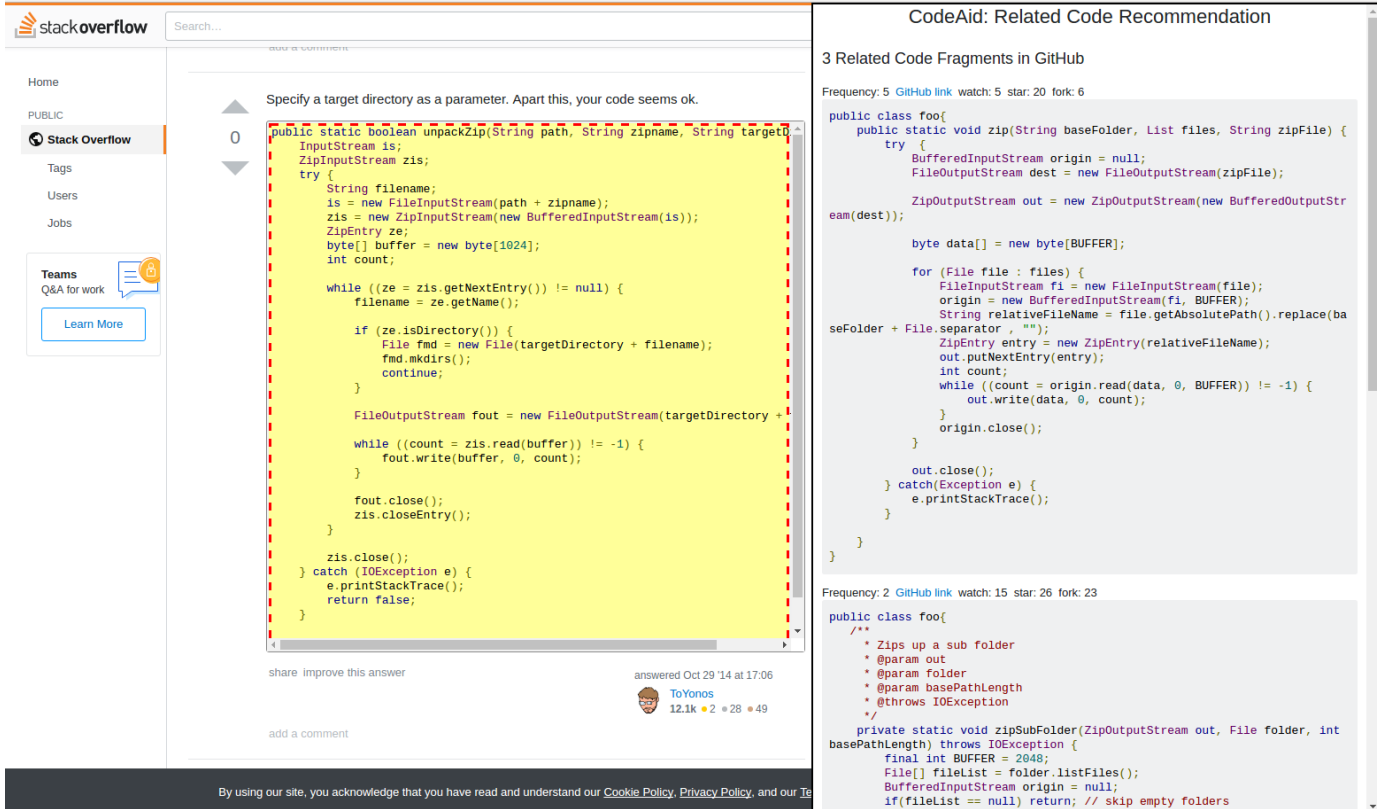 stackoverflow
Search...
add a comment
Home
PUBLIC
Stack Overflow
Tags
Users
Jobs
Teams
Q&A for work
Learn More
Specify a target directory as a parameter. Apart this, your code seems ok.
0
public static boolean unpackZip(String path, String zipname, String targetD
    InputStream is;
    ZipInputStream zis;
    try {
        String filename;
        is = new FileInputStream(path + zipname);
        zis = new ZipInputStream(new BufferedInputStream(is));
        ZipEntry ze;
        byte[] buffer = new byte[1024];
        int count;
        while ((ze = zis.getNextEntry()) != null) {
            filename = ze.getName();
            if (ze.isDirectory()) {
                File fmd = new File(targetDirectory + filename);
                fmd.mkdirs();
                continue;
            }
            FileOutputStream fout = new FileOutputStream(targetDirectory +
            while ((count = zis.read(buffer)) != -1) {
                fout.write(buffer, 0, count);
            }
            fout.close();
            zis.closeEntry();
        }
        zis.close();
    } catch (IOException e) {
        e.printStackTrace();
        return false;
    }
share improve this answer
answered Oct 29 '14 at 17:06
ToYonos
12.1k 2 28 49
add a comment
By using our site, you acknowledge that you have read and understand our Cookie Policy, Privacy Policy, and our Te
CodeAid: Related Code Recommendation
3 Related Code Fragments in GitHub
Frequency: 5 GitHub link watch: 5 star: 20 fork: 6
public class foo{
    public static void zip(String baseFolder, List files, String zipFile) {
        try  {
            BufferedInputStream origin = null;
            FileOutputStream dest = new FileOutputStream(zipFile);
            ZipOutputStream out = new ZipOutputStream(new BufferedOutputStr
eam(dest));
            byte data[] = new byte[BUFFER];
            for (File file : files) {
                FileInputStream fi = new FileInputStream(file);
                origin = new BufferedInputStream(fi, BUFFER);
                String relativeFileName = file.getAbsolutePath().replace(ba
seFolder + File.separator , "");
                ZipEntry entry = new ZipEntry(relativeFileName);
                out.putNextEntry(entry);
                int count;
                while ((count = origin.read(data, 0, BUFFER)) != -1) {
                    out.write(data, 0, count);
                }
                origin.close();
            }
            out.close();
        } catch(Exception e) {
            e.printStackTrace();
        }
    }
}
Frequency: 2 GitHub link watch: 15 star: 26 fork: 23
public class foo{
   /**
     * Zips up a sub folder
     * @param out
     * @param folder
     * @param basePathLength
     * @throws IOException
     */
    private static void zipSubFolder(ZipOutputStream out, File folder, int
basePathLength) throws IOException {
        final int BUFFER = 2048;
        File[] fileList = folder.listFiles();
        BufferedInputStream origin = null;
        if(fileList == null) return; // skip empty folders